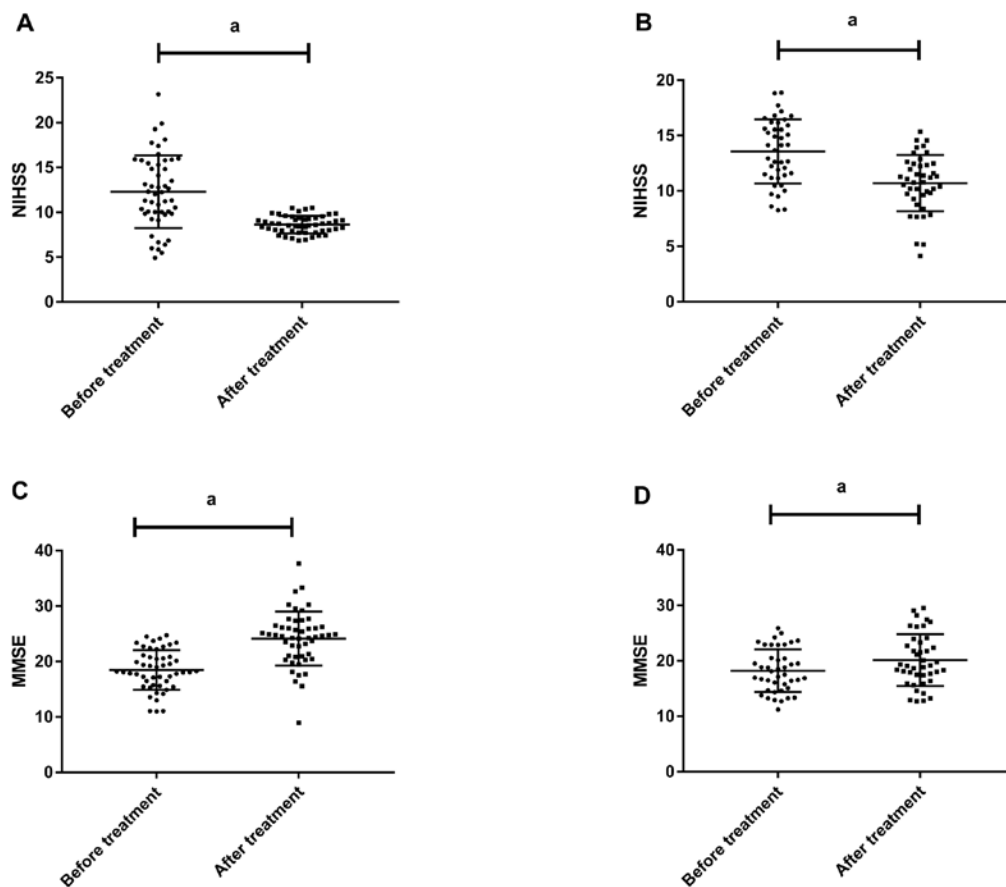 A
a
NIHSS
25
20
15
10
5
0
Before treatment
After treatment
B
a
NIHSS
20
15
10
5
0
Before treatment
After treatment
C
a
MMSE
40
30
20
10
0
Before treatment
After treatment
D
a
MMSE
40
30
20
10
0
Before treatment
After treatment